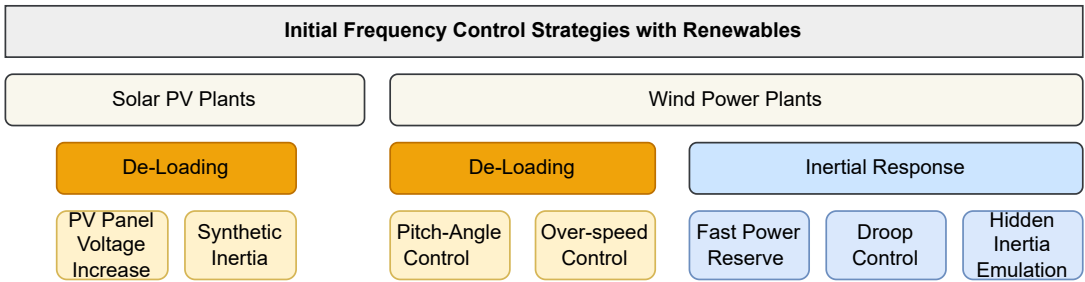 Initial Frequency Control Strategies with Renewables
Solar PV Plants
Wind Power Plants
De-Loading
De-Loading
Inertial Response
PV Panel
Voltage
Increase
Synthetic
Inertia
Pitch-Angle
Control
Over-speed
Control
Fast Power
Reserve
Droop
Control
Hidden
Inertia
Emulation